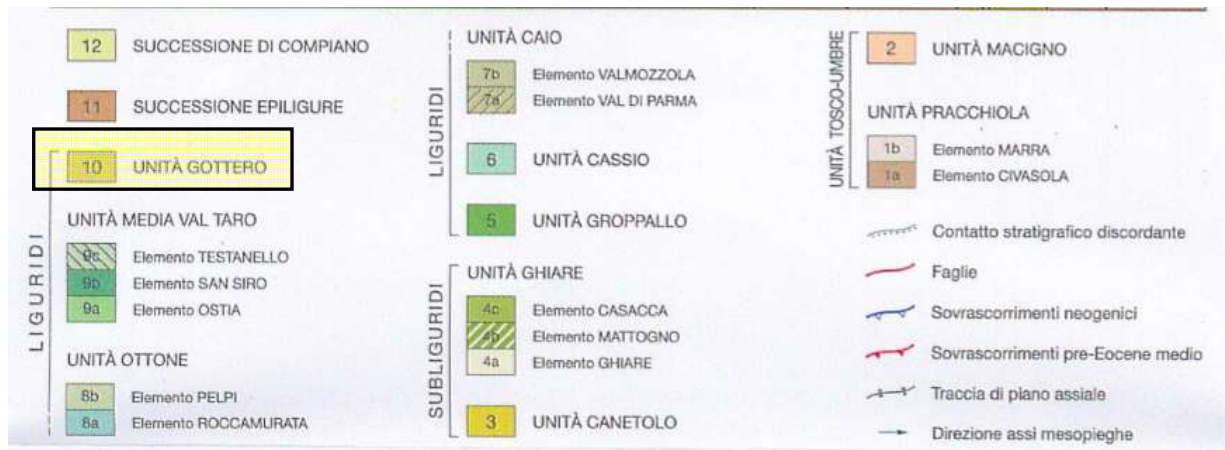 12 SUCCESSIONE DI COMPIANO
11 SUCCESSIONE EPILIGURE
LIGURIDI
10 UNITÀ GOTTERO
UNITÀ MEDIA VAL TARO
9c Elemento TESTANELLO
9b Elemento SAN SIRO
9a Elemento OSTIA
UNITÀ OTTONE
8b Elemento PELPI
8a Elemento ROCCAMURATA
LIGURIDI
UNITÀ CAIO
7b Elemento VALMOZZOLA
7a Elemento VAL DI PARMA
6 UNITÀ CASSIO
5 UNITÀ GROPPALLO
SUBLIGURIDI
UNITÀ GHIARE
4c Elemento CASACCA
4b Elemento MATTOGNO
4a Elemento GHIARE
3 UNITÀ CANETOLO
UNITÀ TOSCO-UMBRE
2 UNITÀ MACIGNO
UNITÀ PRACCHIOLA
1b Elemento MARRA
1a Elemento CIVASOLA
Contatto stratigrafico discordante
Faglie
Sovrascorrimenti neogenici
Sovrascorrimenti pre-Eocene medio
Traccia di plano assiale
Direzione assi mesopieghe